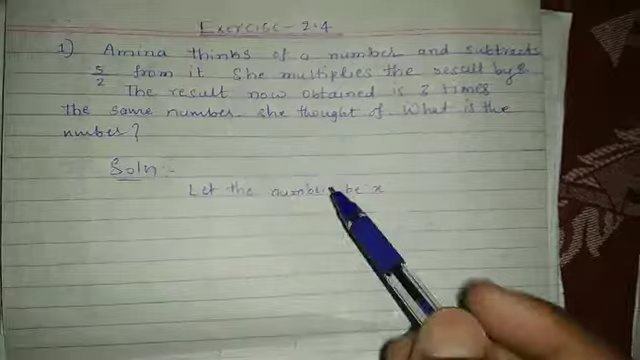 Exercise - 2.4
1) Amina thinks of a number and subtracts
5/2 from it She multiplies the result by 8
The result now obtained is 3 times
the same number she thought of. What is the
number?
Soln :-
Let the number be x